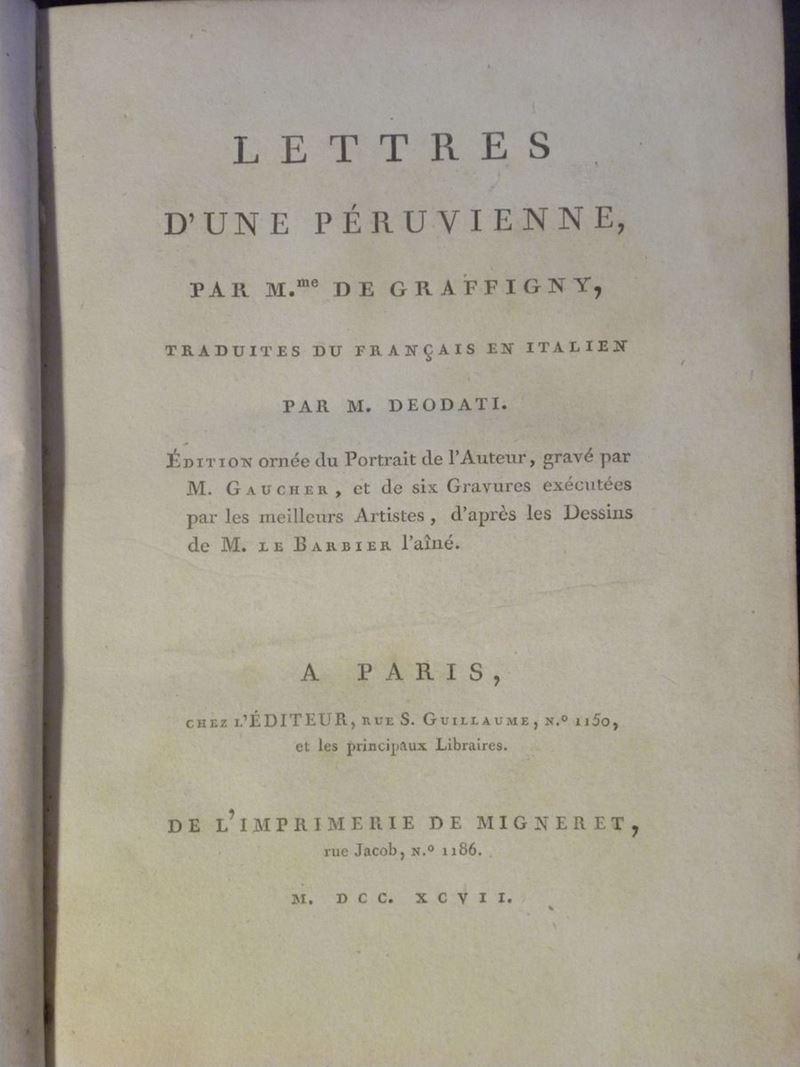 LETTRES
D'UNE PÉRUVIENNE,
PAR M.me DE GRAFFIGNY,
TRADUITES DU FRANÇAIS EN ITALIEN
PAR M. DEODATI.
ÉDITION ornée du Portrait de l'Auteur, gravé par
M. GAUCHER, et de six Gravures exécutées
par les meilleurs Artistes, d'après les Dessins
de M. LE BARBIER l'aîné.
A PARIS,
CHEZ L'ÉDITEUR, RUE S. GUILLAUME, N.º 1150,
et les principaux Libraires.
DE L'IMPRIMERIE DE MIGNERET,
rue Jacob, N.º 1186.
M. DCC. XCVII.